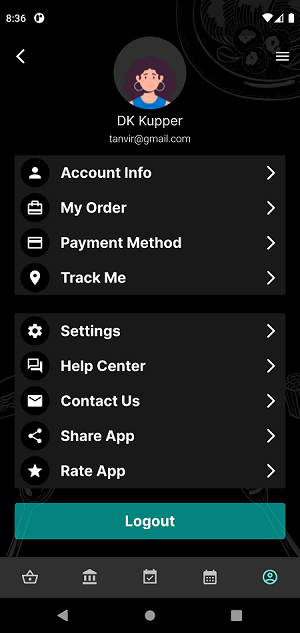 8:36
DK Kupper
tanvir@gmail.com
Account Info
My Order
Payment Method
Track Me
Settings
Help Center
Contact Us
Share App
Rate App
Logout